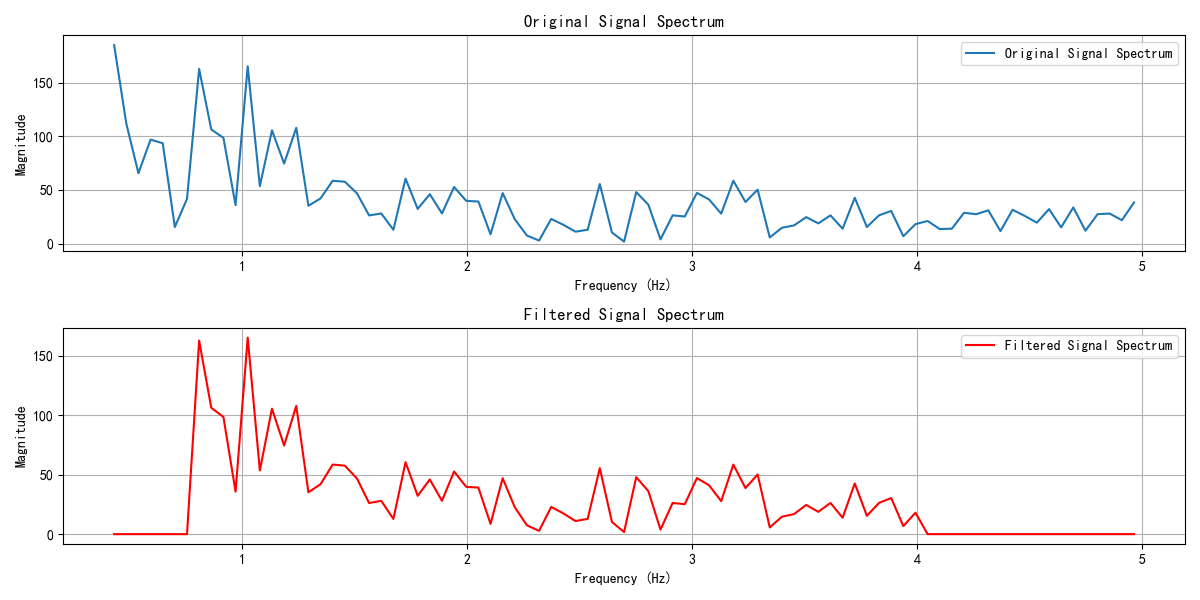 Original Signal Spectrum
Original Signal Spectrum
Magnitude
150
100
50
0
1 2 3 4 5
Frequency (Hz)
Filtered Signal Spectrum
Filtered Signal Spectrum
Magnitude
150
100
50
0
1 2 3 4 5
Frequency (Hz)